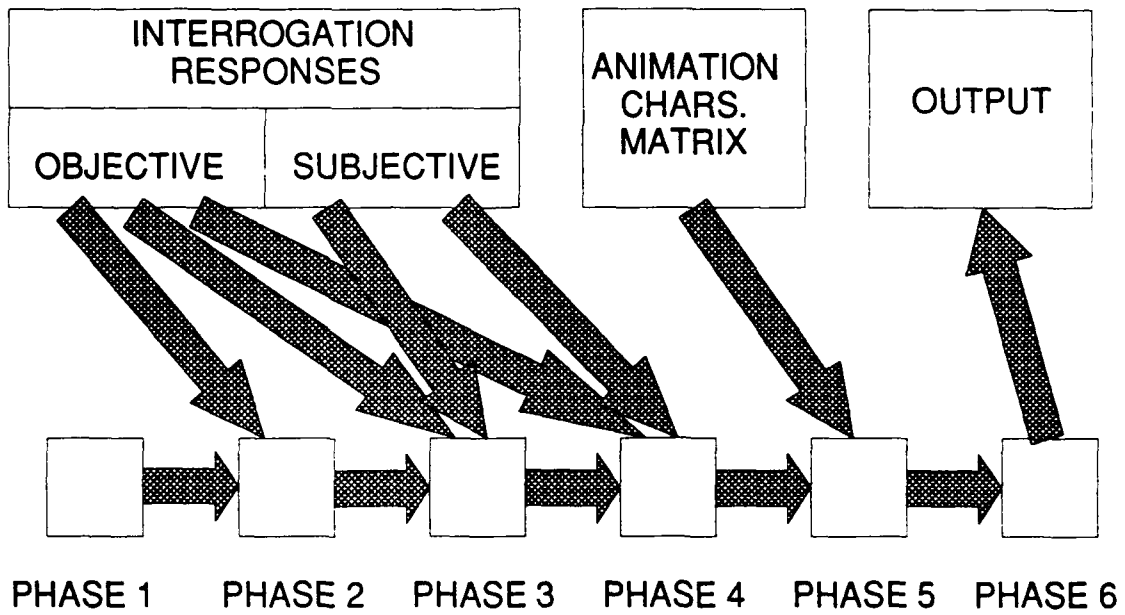 INTERROGATION
RESPONSES
OBJECTIVE
SUBJECTIVE
ANIMATION
CHARS.
MATRIX
OUTPUT
PHASE 1
PHASE 2
PHASE 3
PHASE 4
PHASE 5
PHASE 6